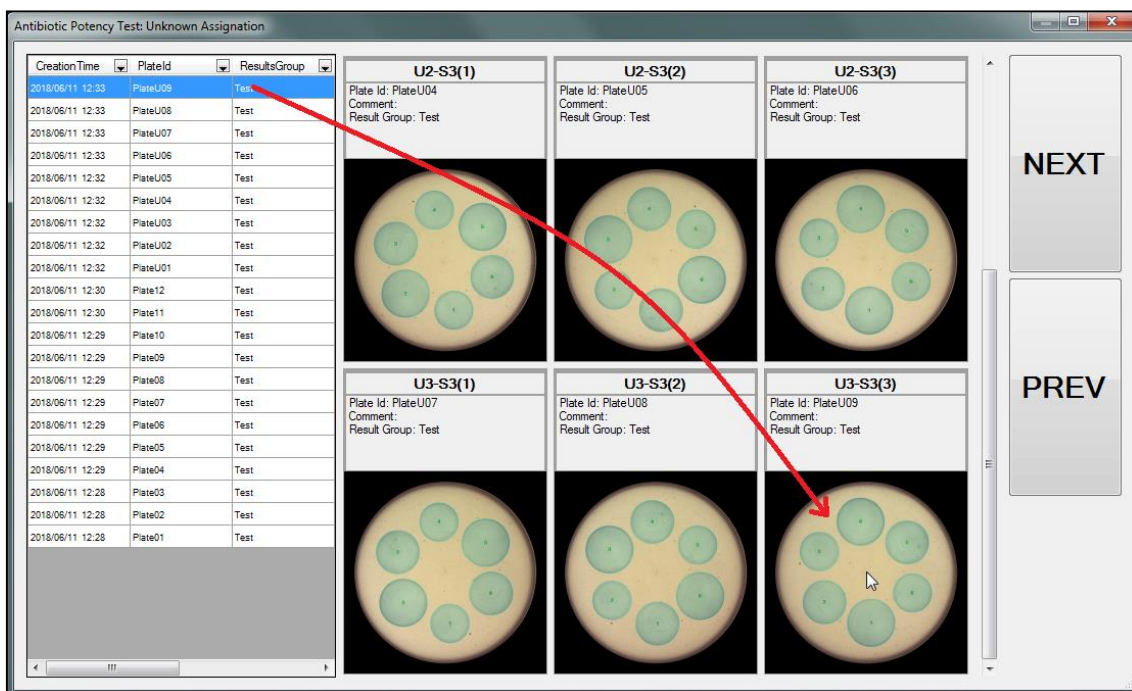 Antibiotic Potency Test: Unknown Assignation
CreationTime PlateId ResultsGroup
2018/06/11 12:33 PlateU09 Test
2018/06/11 12:33 PlateU08 Test
2018/06/11 12:33 PlateU07 Test
2018/06/11 12:33 PlateU06 Test
2018/06/11 12:32 PlateU05 Test
2018/06/11 12:32 PlateU04 Test
2018/06/11 12:32 PlateU03 Test
2018/06/11 12:32 PlateU02 Test
2018/06/11 12:32 PlateU01 Test
2018/06/11 12:30 Plate12 Test
2018/06/11 12:30 Plate11 Test
2018/06/11 12:29 Plate10 Test
2018/06/11 12:29 Plate09 Test
2018/06/11 12:29 Plate08 Test
2018/06/11 12:29 Plate07 Test
2018/06/11 12:29 Plate06 Test
2018/06/11 12:29 Plate05 Test
2018/06/11 12:29 Plate04 Test
2018/06/11 12:28 Plate03 Test
2018/06/11 12:28 Plate02 Test
2018/06/11 12:28 Plate01 Test
U2-S3(1)
Plate Id: PlateU04
Comment:
Result Group: Test
U2-S3(2)
Plate Id: PlateU05
Comment:
Result Group: Test
U2-S3(3)
Plate Id: PlateU06
Comment:
Result Group: Test
U3-S3(1)
Plate Id: PlateU07
Comment:
Result Group: Test
U3-S3(2)
Plate Id: PlateU08
Comment:
Result Group: Test
U3-S3(3)
Plate Id: PlateU09
Comment:
Result Group: Test
NEXT
PREV